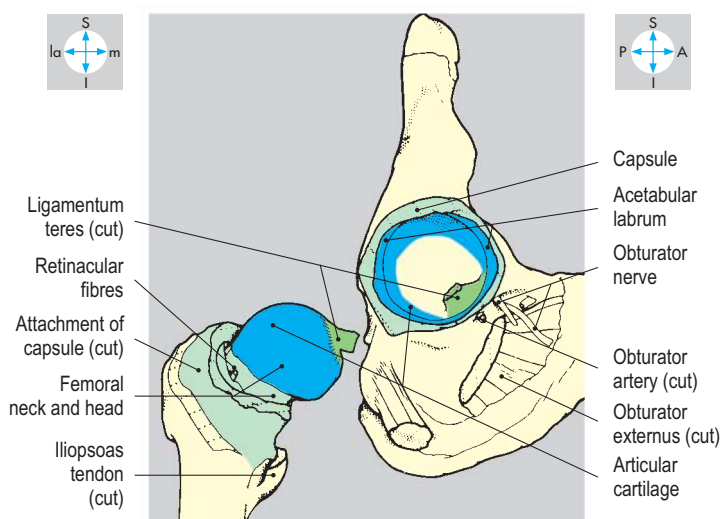 S
la
m
I
S
P
A
I
Ligamentum
teres (cut)
Retinacular
fibres
Attachment of
capsule (cut)
Femoral
neck and head
Iliopsoas
tendon
(cut)
Capsule
Acetabular
labrum
Obturator
nerve
Obturator
artery (cut)
Obturator
externus (cut)
Articular
cartilage